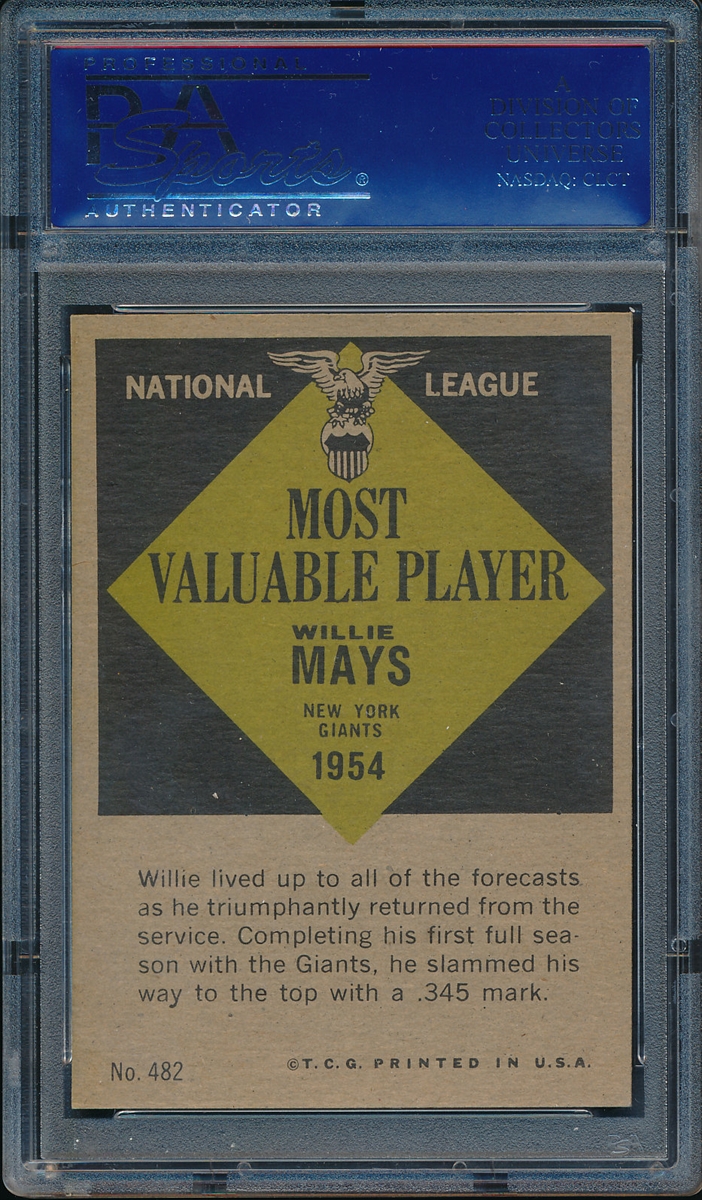 PROFESSIONAL
PSA
Sports®
AUTHENTICATOR
A
DIVISION OF
COLLECTORS
UNIVERSE
NASDAQ: CLCT
NATIONAL LEAGUE
MOST
VALUABLE PLAYER
WILLIE
MAYS
NEW YORK
GIANTS
1954
Willie lived up to all of the forecasts
as he triumphantly returned from the
service. Completing his first full sea-
son with the Giants, he slammed his
way to the top with a .345 mark.
No. 482 ©T.C.G. PRINTED IN U.S.A.